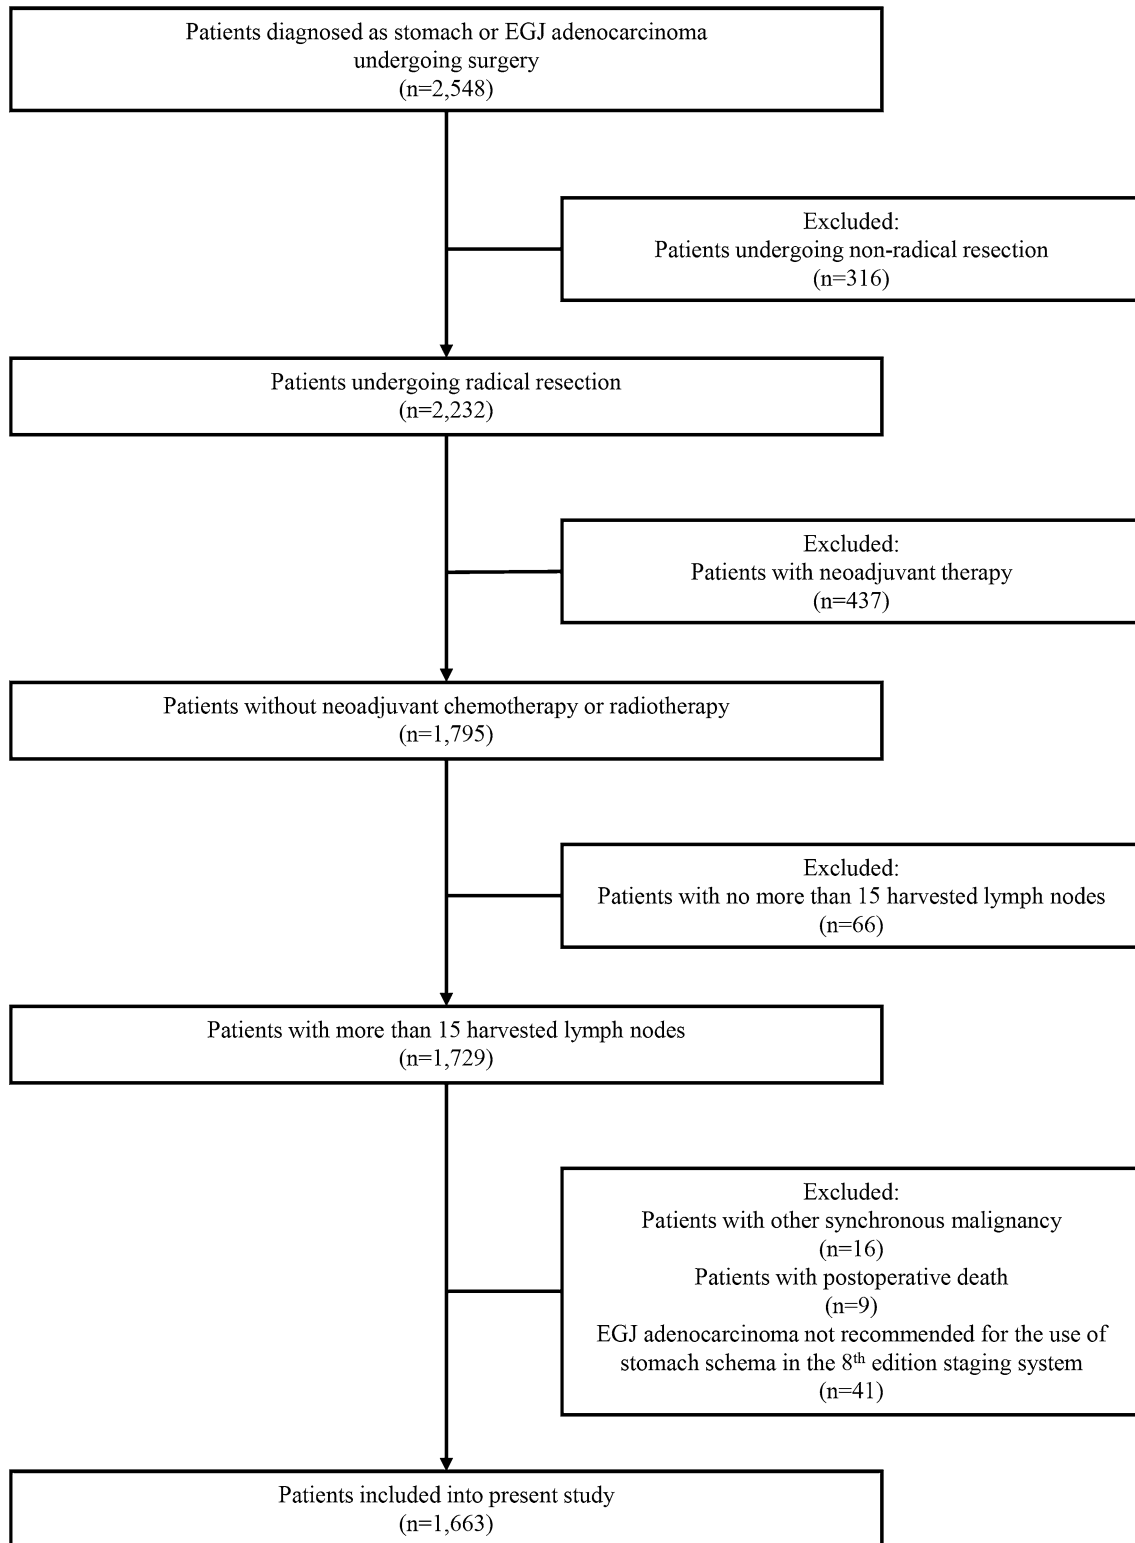 Patients diagnosed as stomach or EGJ adenocarcinoma
undergoing surgery
(n=2,548)
Excluded:
Patients undergoing non-radical resection
(n=316)
Patients undergoing radical resection
(n=2,232)
Excluded:
Patients with neoadjuvant therapy
(n=437)
Patients without neoadjuvant chemotherapy or radiotherapy
(n=1,795)
Excluded:
Patients with no more than 15 harvested lymph nodes
(n=66)
Patients with more than 15 harvested lymph nodes
(n=1,729)
Excluded:
Patients with other synchronous malignancy
(n=16)
Patients with postoperative death
(n=9)
EGJ adenocarcinoma not recommended for the use of
stomach schema in the 8th edition staging system
(n=41)
Patients included into present study
(n=1,663)